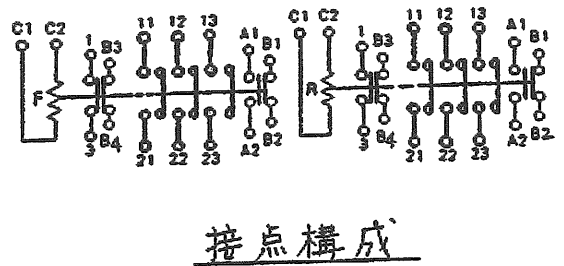 C1 C2 1 B3 11 12 13 A1 B1 C1 C2 1 B3 11 12 13 A1 B1
F R
3 B4 21 22 23 A2 B2 3 B4 21 22 23 A2 B2
接点構成